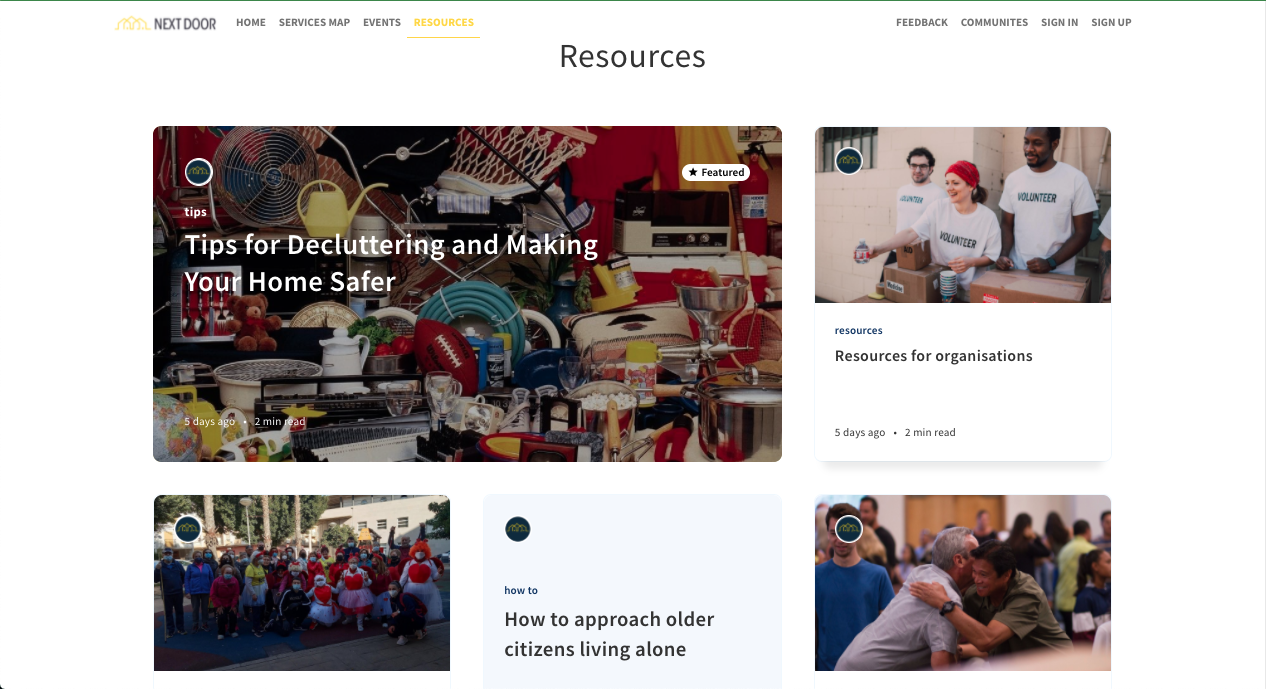 NEXT DOOR
HOME SERVICES MAP EVENTS RESOURCES
FEEDBACK COMMUNITES SIGN IN SIGN UP
Resources
Featured
tips
Tips for Decluttering and Making
Your Home Safer
5 days ago • 2 min read
VOLUNTEER
VOLUNTEER
VOLUNTEER
resources
Resources for organisations
5 days ago • 2 min read
how to
How to approach older
citizens living alone